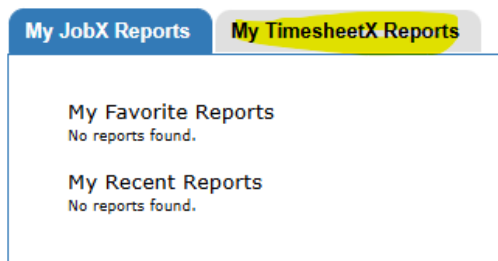 My JobX Reports
My TimesheetX Reports
My Favorite Reports
No reports found.
My Recent Reports
No reports found.